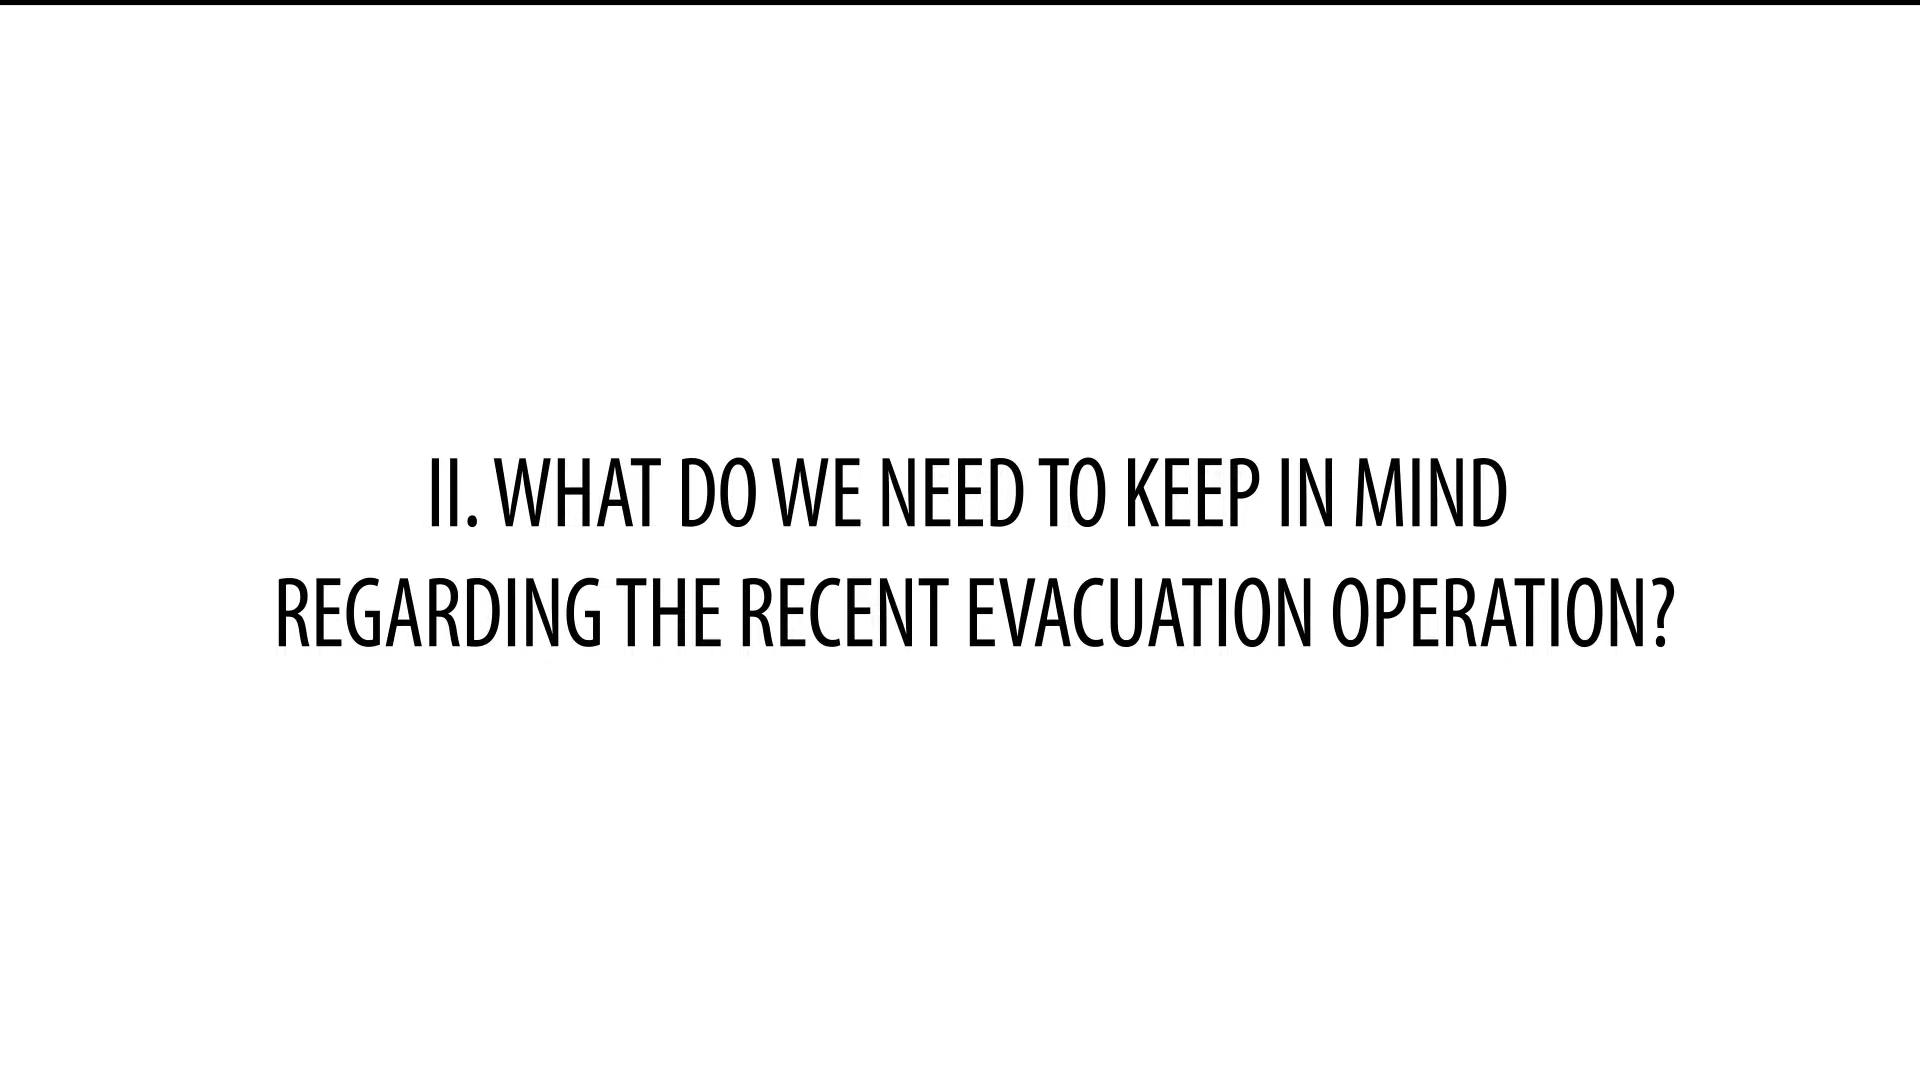 II. WHAT DO WE NEED TO KEEP IN MIND
REGARDING THE RECENT EVACUATION OPERATION?